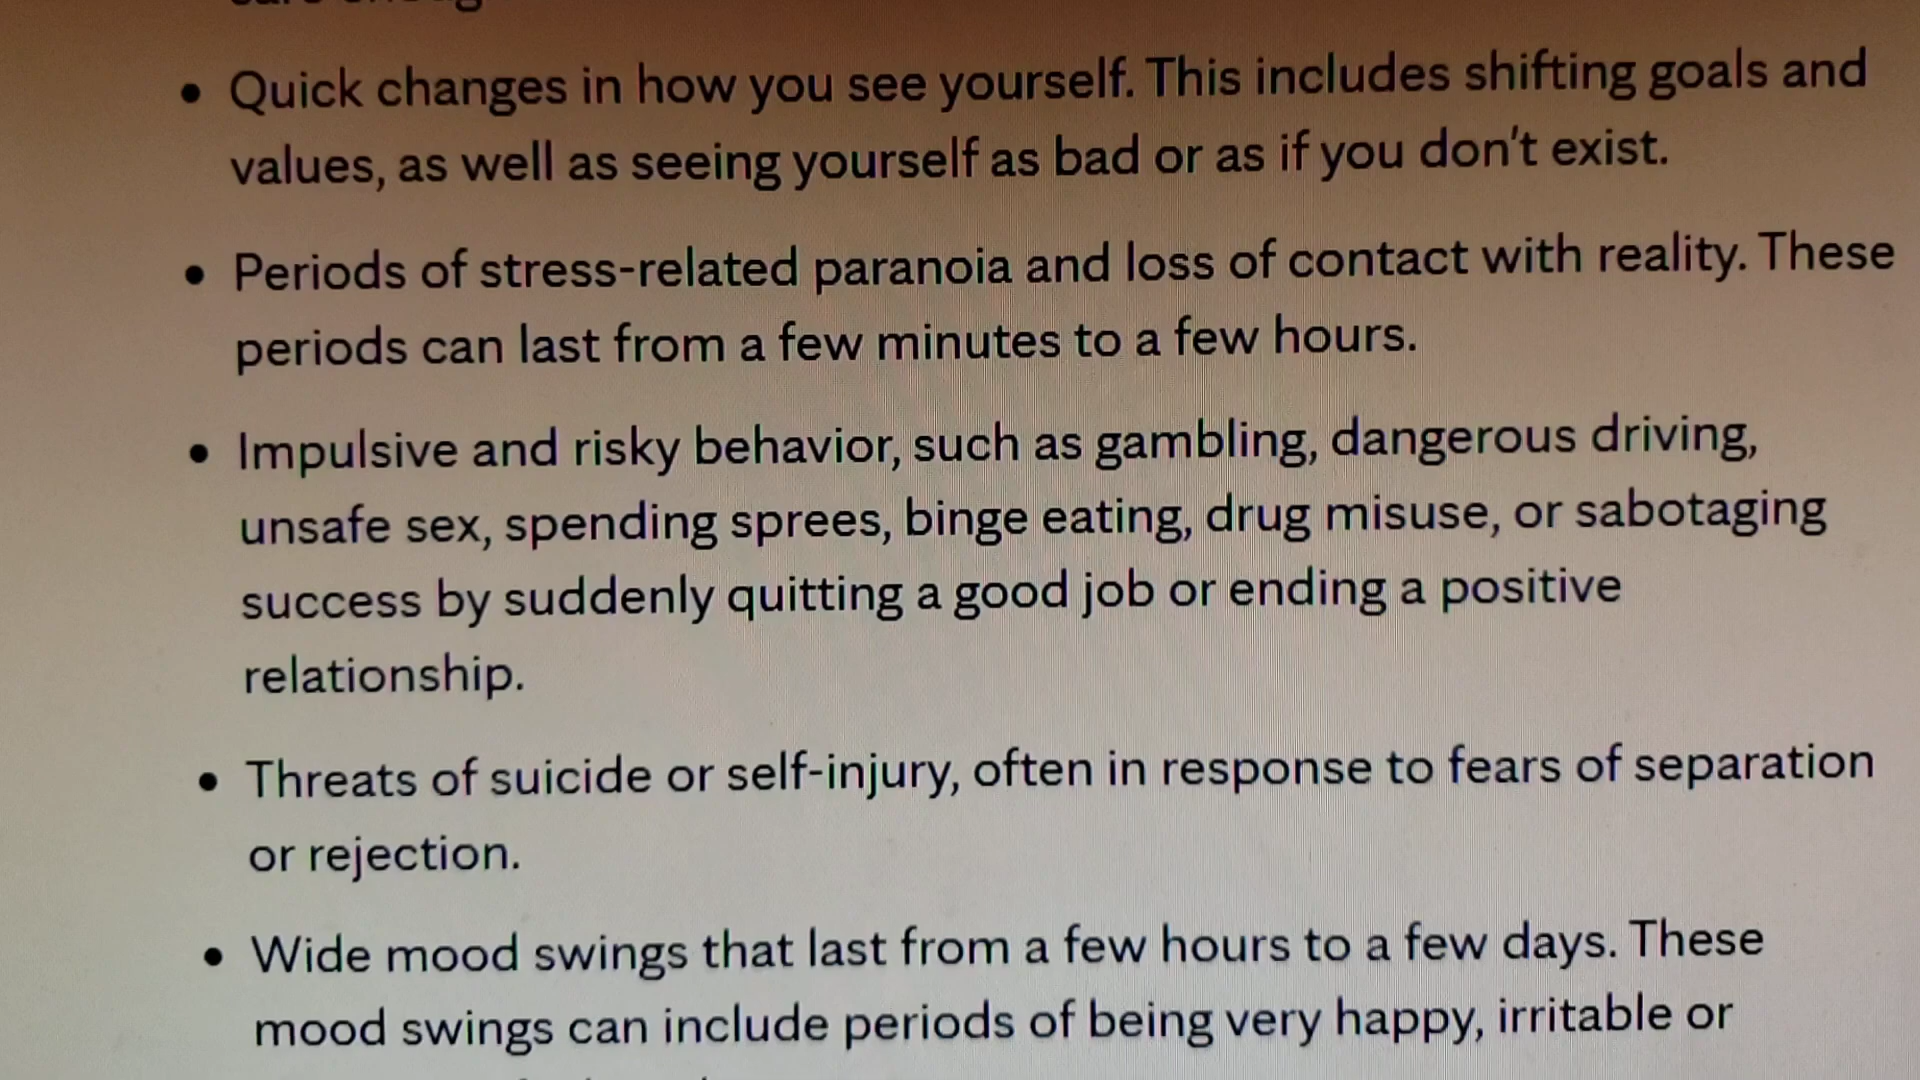 • Quick changes in how you see yourself. This includes shifting goals and
values, as well as seeing yourself as bad or as if you don't exist.
• Periods of stress-related paranoia and loss of contact with reality. These
periods can last from a few minutes to a few hours.
• Impulsive and risky behavior, such as gambling, dangerous driving,
unsafe sex, spending sprees, binge eating, drug misuse, or sabotaging
success by suddenly quitting a good job or ending a positive
relationship.
• Threats of suicide or self-injury, often in response to fears of separation
or rejection.
• Wide mood swings that last from a few hours to a few days. These
mood swings can include periods of being very happy, irritable or